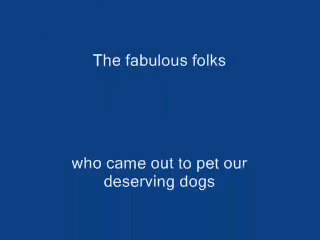 The fabulous folks
who came out to pet our
deserving dogs